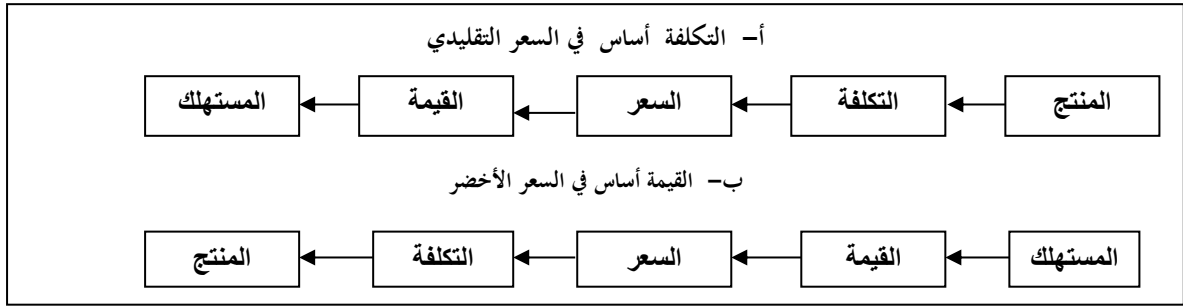 أ– التكلفة أساس في السعر التقليدي
المنتج التكلفة السعر القيمة المستهلك
ب– القيمة أساس في السعر الأخضر
المستهلك القيمة السعر التكلفة المنتج